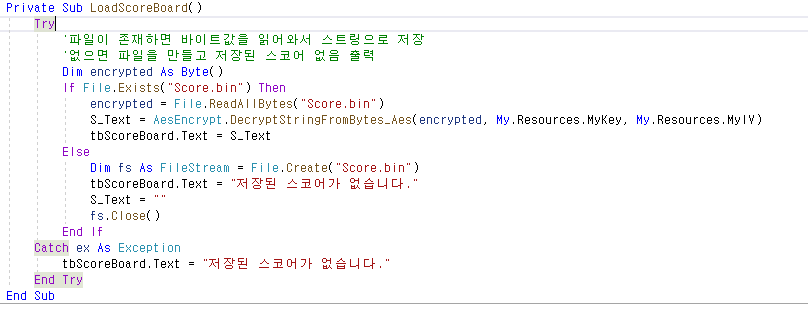 Private Sub LoadScoreBoard()
Try
'파일이 존재하면 바이트값을 읽어와서 스트링으로 저장
'없으면 파일을 만들고 저장된 스코어 없음 출력
Dim encrypted As Byte()
If File.Exists("Score.bin") Then
encrypted = File.ReadAllBytes("Score.bin")
S_Text = AesEncrypt.DecryptStringFromBytes_Aes(encrypted, My.Resources.MyKey, My.Resources.MyIV)
tbScoreBoard.Text = S_Text
Else
Dim fs As FileStream = File.Create("Score.bin")
tbScoreBoard.Text = "저장된 스코어가 없습니다."
S_Text = ""
fs.Close()
End If
Catch ex As Exception
tbScoreBoard.Text = "저장된 스코어가 없습니다."
End Try
End Sub